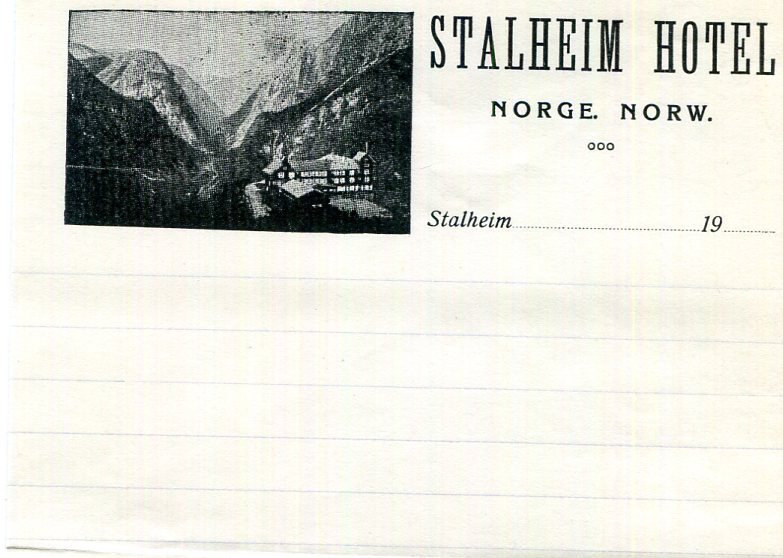 STALHEIM HOTEL
NORGE. NORW.
ooo
Stalheim 19